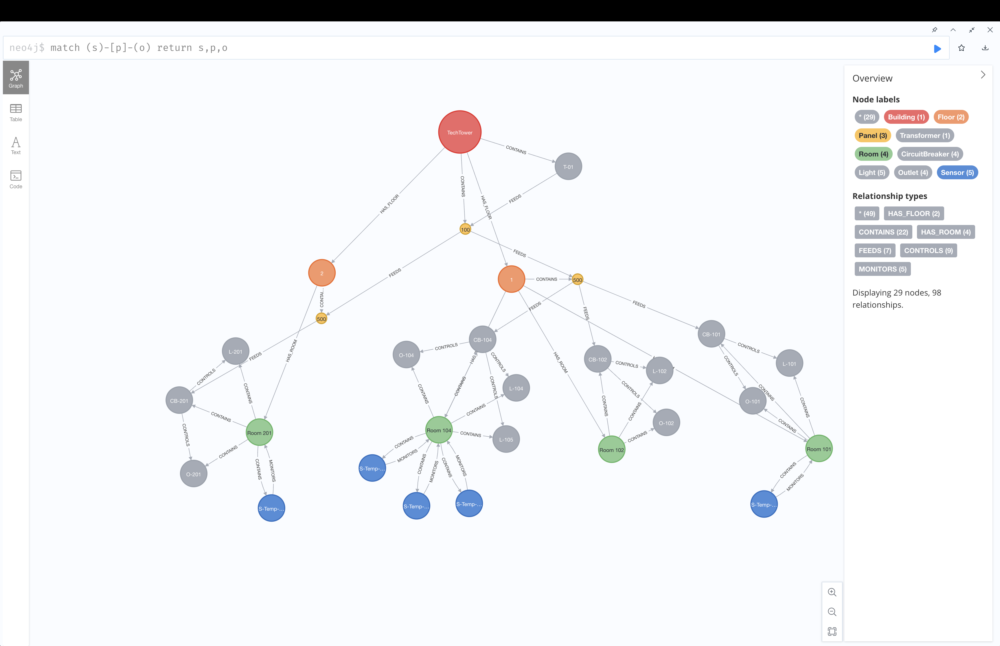 neo4j$ match (s)-[p]-(o) return s,p,o
Graph
Table
Text
Code
Overview
Node labels
* (29) Building (1) Floor (2)
Panel (3) Transformer (1)
Room (4) CircuitBreaker (4)
Light (5) Outlet (4) Sensor (5)
Relationship types
* (49) HAS_FLOOR (2)
CONTAINS (22) HAS_ROOM (4)
FEEDS (7) CONTROLS (9)
MONITORS (5)
Displaying 29 nodes, 98
relationships.
TechTower
CONTAINS
T-01
CONTAINS
HAS_FLOOR
HAS_FLOOR
FEEDS
100
FEEDS
FEEDS
2
1
CONTAINS
500
CONTAI...
FEEDS
FEEDS
FEEDS
500
HAS_ROOM
FEEDS
L-201
CONTROLS
CB-201
CONTAINS
CONTAINS
CONTROLS
Room 201
CONTAINS
O-201
CONTAINS
MONITORS
S-Temp-...
CB-104
CONTROLS
O-104
CONTROLS
CONTROLS
L-104
CONTAINS
CONTAINS
CONTAINS
Room 104
CONTAINS
L-105
CONTAINS
MONITORS
S-Temp-...
CONTAINS
MONITORS
S-Temp-...
CONTAINS
MONITORS
S-Temp-...
HAS_ROOM
CB-102
CONTROLS
L-102
CONTROLS
CONTAINS
CONTAINS
O-102
CONTAINS
Room 102
CB-101
CONTROLS
L-101
CONTROLS
CONTAINS
O-101
CONTAINS
CONTAINS
Room 101
CONTAINS
MONITORS
S-Temp-...